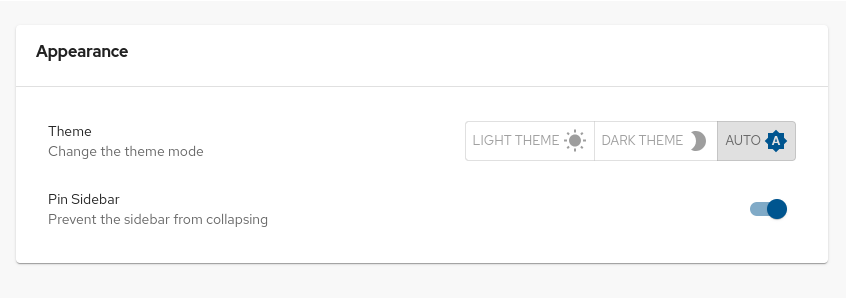 Appearance
Theme
Change the theme mode
LIGHT THEME
DARK THEME
AUTO A
Pin Sidebar
Prevent the sidebar from collapsing